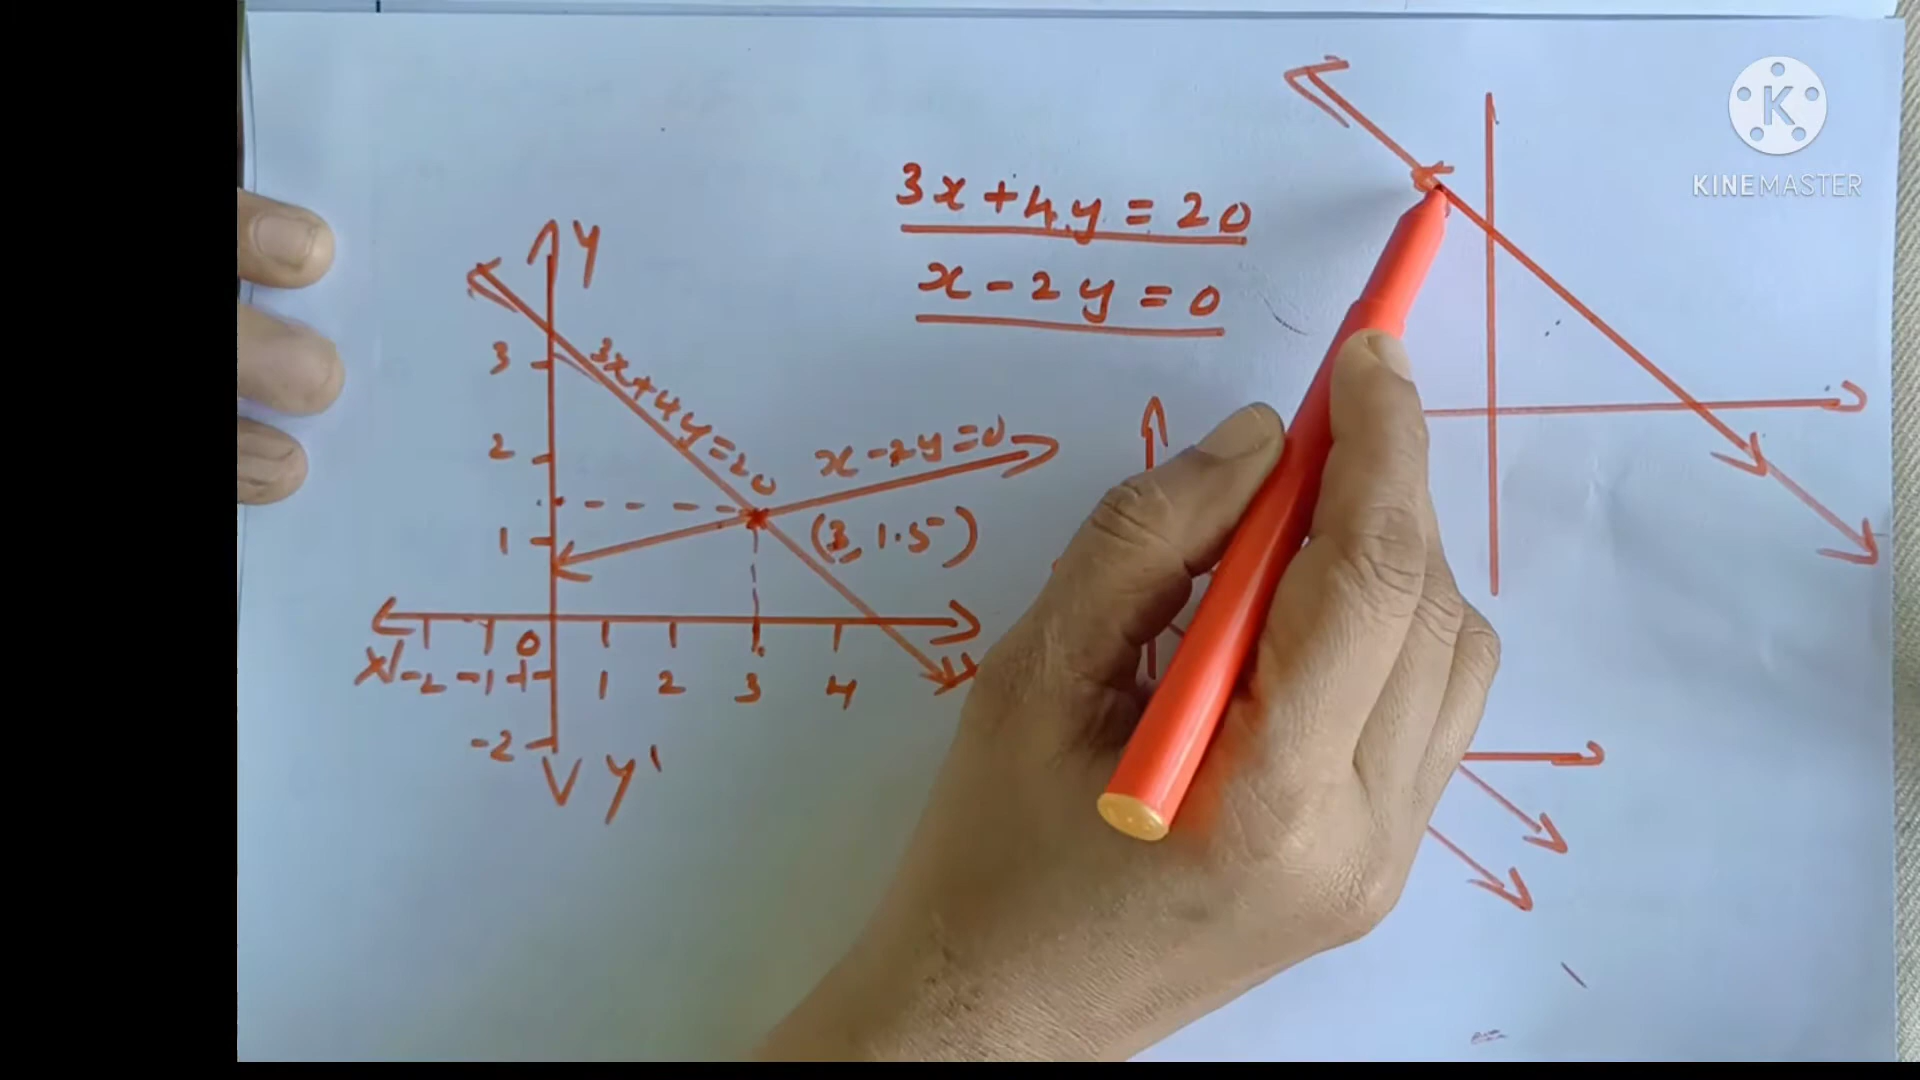 3x+4y=20
x-2y=0
Y
3
2
1
3x+4y=20
x-2y=0
(3, 1.5)
X' -2 -1 0 1 2 3 4
-1
-2
Y'
K
KINEMASTER